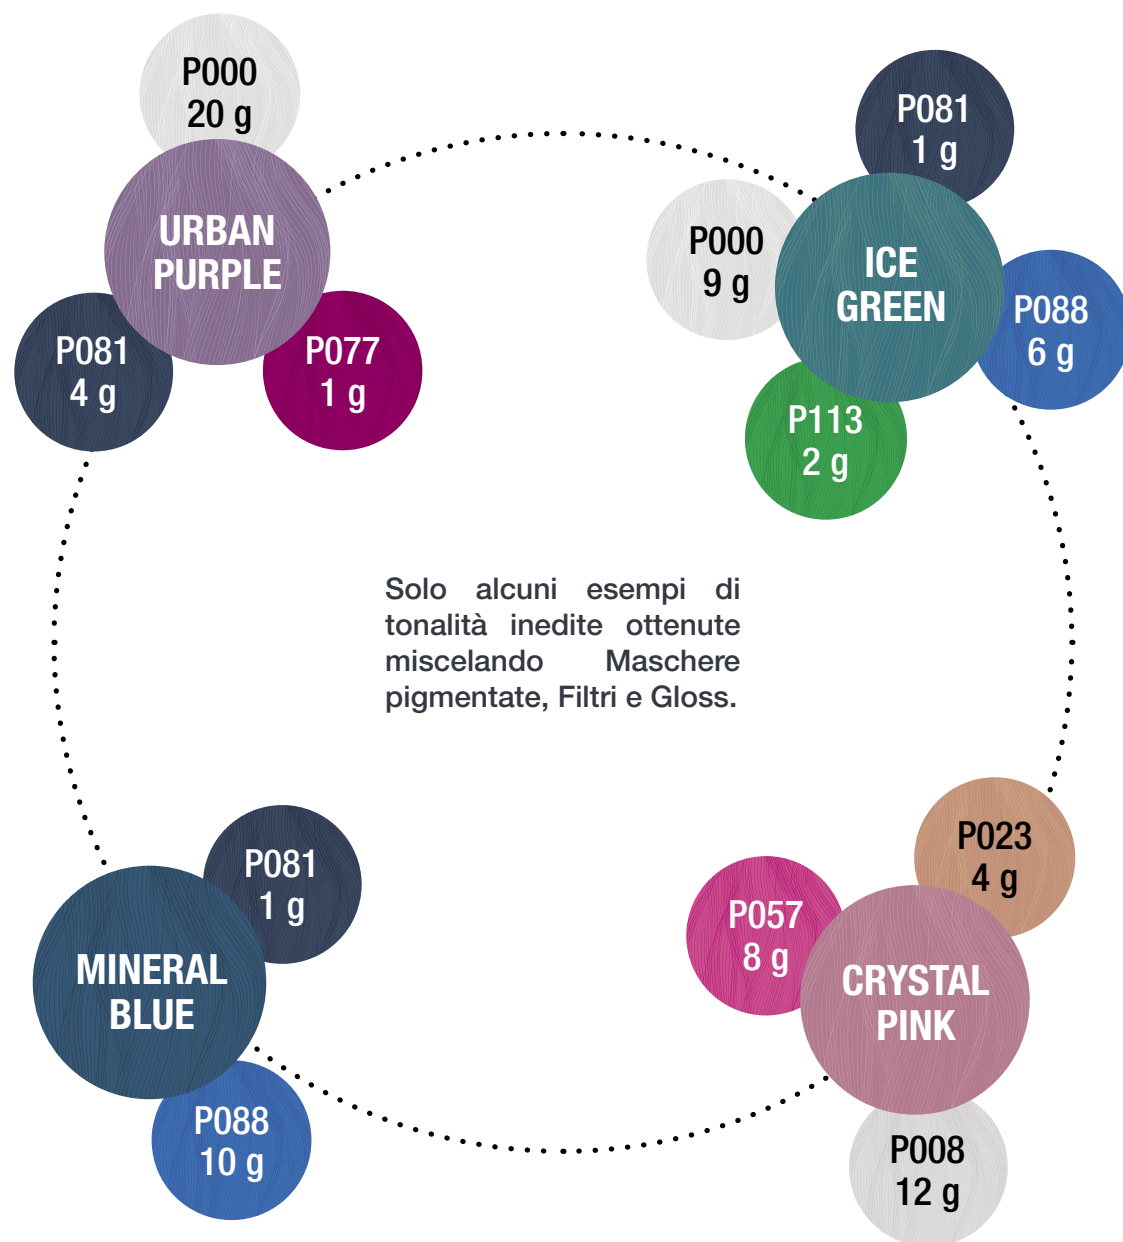 P000
20 g
URBAN
PURPLE
P081
4 g
P077
1 g
P081
1 g
P000
9 g
ICE
GREEN
P088
6 g
P113
2 g
Solo alcuni esempi di
tonalità inedite ottenute
miscelando Maschere
pigmentate, Filtri e Gloss.
P081
1 g
MINERAL
BLUE
P088
10 g
P023
4 g
P057
8 g
CRYSTAL
PINK
P008
12 g